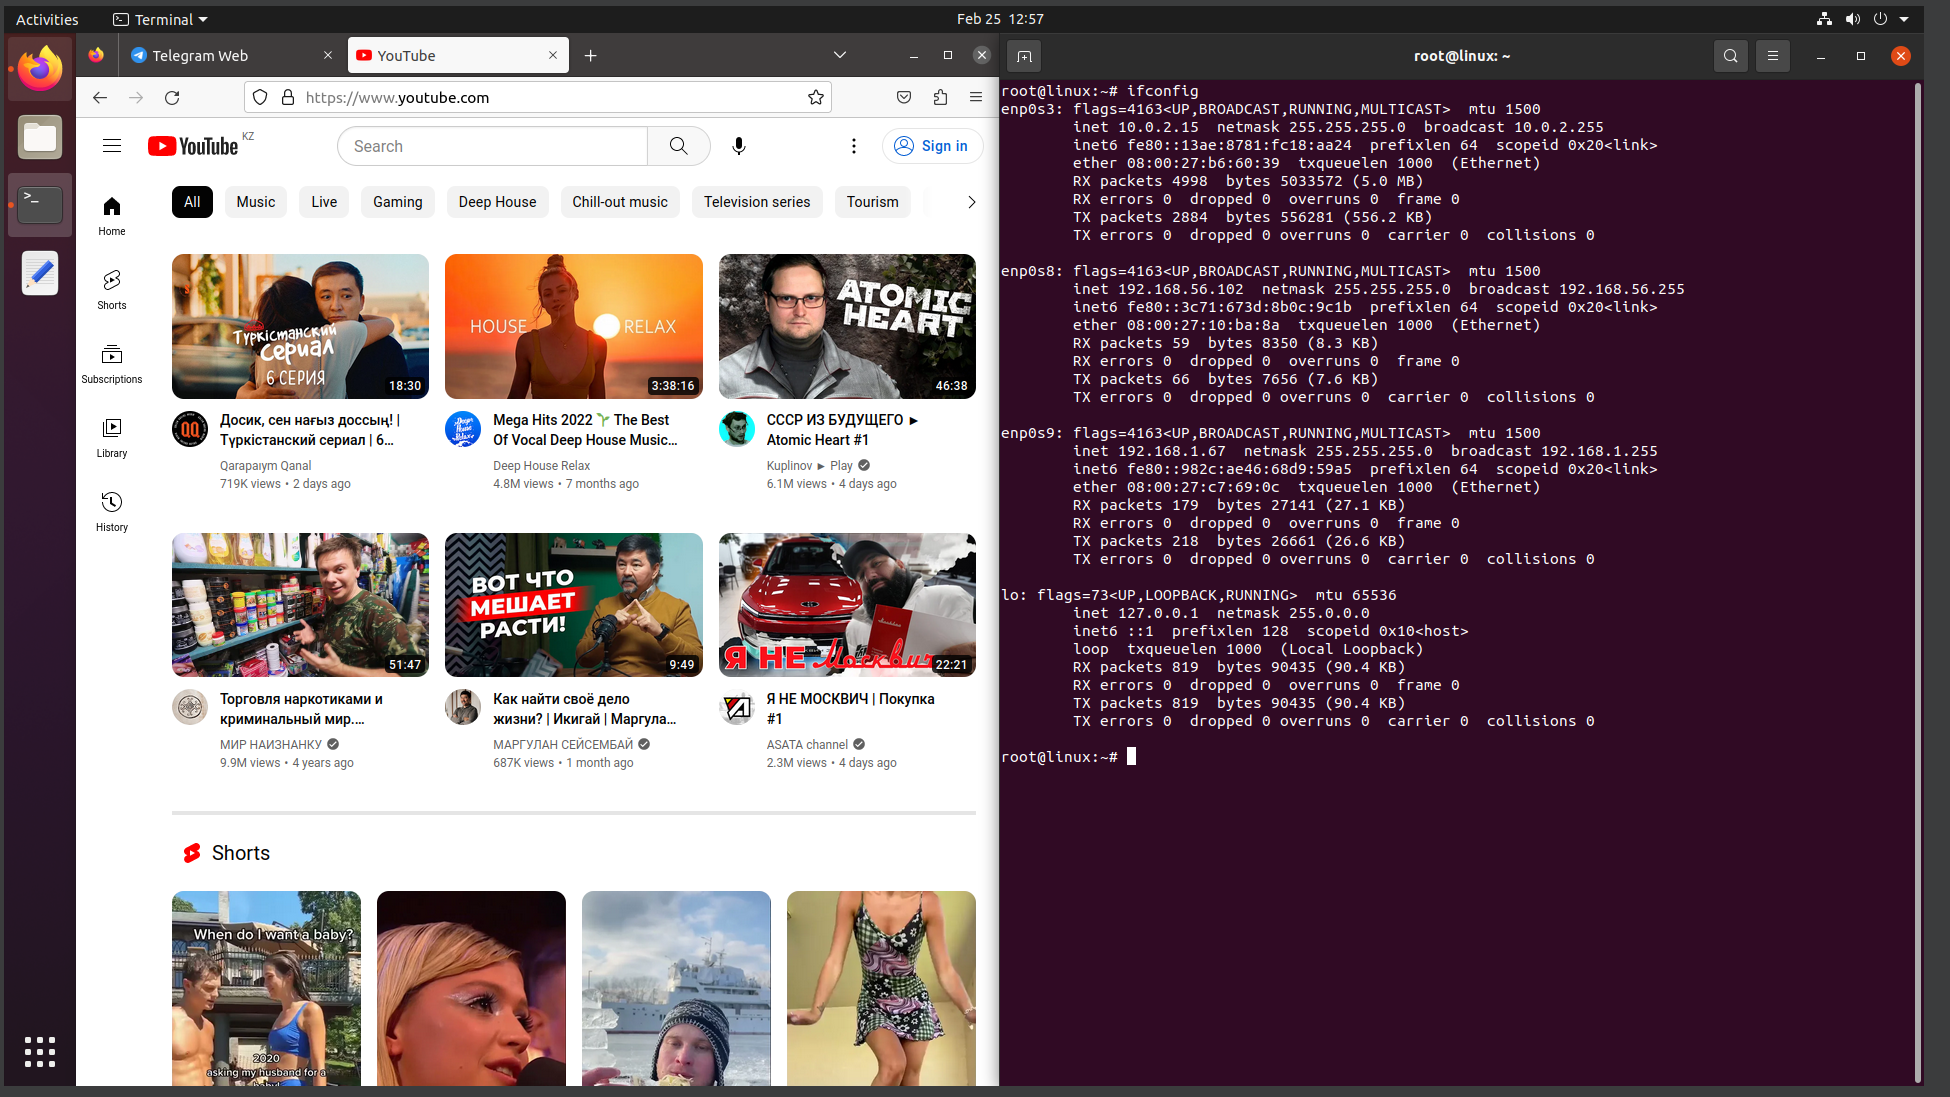 Activities
Terminal
Feb 25 12:57
Telegram Web
YouTube
https://www.youtube.com
YouTube KZ
Search
Sign in
All
Music
Live
Gaming
Deep House
Chill-out music
Television series
Tourism
Home
Shorts
Subscriptions
Library
History
Түркістанский
сериал
6 СЕРИЯ
18:30
HOUSE RELAX
3:38:16
ATOMIC
HEART
46:38
QQ
Досик, сен нағыз доссың! |
Түркістанский сериал | 6...
Qarapaıym Qanal
719K views • 2 days ago
Deep
House
Relax
Mega Hits 2022 🌱 The Best
Of Vocal Deep House Music...
Deep House Relax
4.8M views • 7 months ago
СССР ИЗ БУДУЩЕГО ►
Atomic Heart #1
Kuplinov ► Play
6.1M views • 4 days ago
51:47
ВОТ ЧТО
МЕШАЕТ
РАСТИ!
9:49
Я НЕ Москвич
22:21
Торговля наркотиками и
криминальный мир....
МИР НАИЗНАНКУ
9.9M views • 4 years ago
Как найти своё дело
жизни? | Икигай | Маргула...
МАРГУЛАН СЕЙСЕМБАЙ
687K views • 1 month ago
Я НЕ МОСКВИЧ | Покупка
#1
ASATA channel
2.3M views • 4 days ago
Shorts
When do I want a baby?
2020
asking my husband for a
baby!
root@linux: ~
root@linux:~# ifconfig
enp0s3: flags=4163<UP,BROADCAST,RUNNING,MULTICAST>  mtu 1500
        inet 10.0.2.15  netmask 255.255.255.0  broadcast 10.0.2.255
        inet6 fe80::13ae:8781:fc18:aa24  prefixlen 64  scopeid 0x20<link>
        ether 08:00:27:b6:60:39  txqueuelen 1000  (Ethernet)
        RX packets 4998  bytes 5033572 (5.0 MB)
        RX errors 0  dropped 0  overruns 0  frame 0
        TX packets 2884  bytes 556281 (556.2 KB)
        TX errors 0  dropped 0 overruns 0  carrier 0  collisions 0
enp0s8: flags=4163<UP,BROADCAST,RUNNING,MULTICAST>  mtu 1500
        inet 192.168.56.102  netmask 255.255.255.0  broadcast 192.168.56.255
        inet6 fe80::3c71:673d:8b0c:9c1b  prefixlen 64  scopeid 0x20<link>
        ether 08:00:27:10:ba:8a  txqueuelen 1000  (Ethernet)
        RX packets 59  bytes 8350 (8.3 KB)
        RX errors 0  dropped 0  overruns 0  frame 0
        TX packets 66  bytes 7656 (7.6 KB)
        TX errors 0  dropped 0 overruns 0  carrier 0  collisions 0
enp0s9: flags=4163<UP,BROADCAST,RUNNING,MULTICAST>  mtu 1500
        inet 192.168.1.67  netmask 255.255.255.0  broadcast 192.168.1.255
        inet6 fe80::982c:ae46:68d9:59a5  prefixlen 64  scopeid 0x20<link>
        ether 08:00:27:c7:69:0c  txqueuelen 1000  (Ethernet)
        RX packets 179  bytes 27141 (27.1 KB)
        RX errors 0  dropped 0  overruns 0  frame 0
        TX packets 218  bytes 26661 (26.6 KB)
        TX errors 0  dropped 0 overruns 0  carrier 0  collisions 0
lo: flags=73<UP,LOOPBACK,RUNNING>  mtu 65536
        inet 127.0.0.1  netmask 255.0.0.0
        inet6 ::1  prefixlen 128  scopeid 0x10<host>
        loop  txqueuelen 1000  (Local Loopback)
        RX packets 819  bytes 90435 (90.4 KB)
        RX errors 0  dropped 0  overruns 0  frame 0
        TX packets 819  bytes 90435 (90.4 KB)
        TX errors 0  dropped 0 overruns 0  carrier 0  collisions 0
root@linux:~#